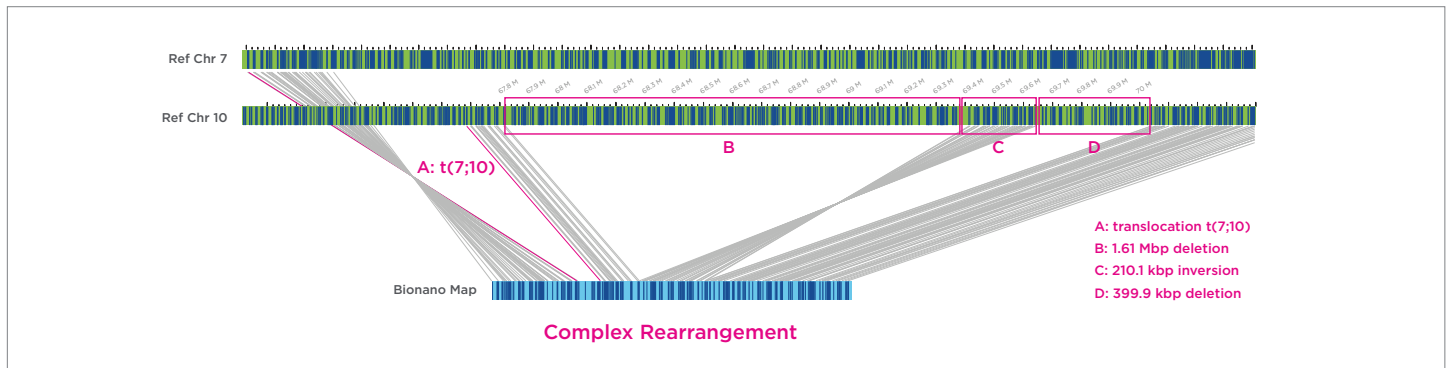 Ref Chr 7
67.8 M 67.9 M 68 M 68.1 M 68.2 M 68.3 M 68.4 M 68.5 M 68.6 M 68.7 M 68.8 M 68.9 M 69 M 69.1 M 69.2 M 69.3 M 69.4 M 69.5 M 69.6 M 69.7 M 69.8 M 69.9 M 70 M
Ref Chr 10
B
C
D
A: t(7;10)
A: translocation t(7;10)
B: 1.61 Mbp deletion
C: 210.1 kbp inversion
D: 399.9 kbp deletion
Bionano Map
Complex Rearrangement